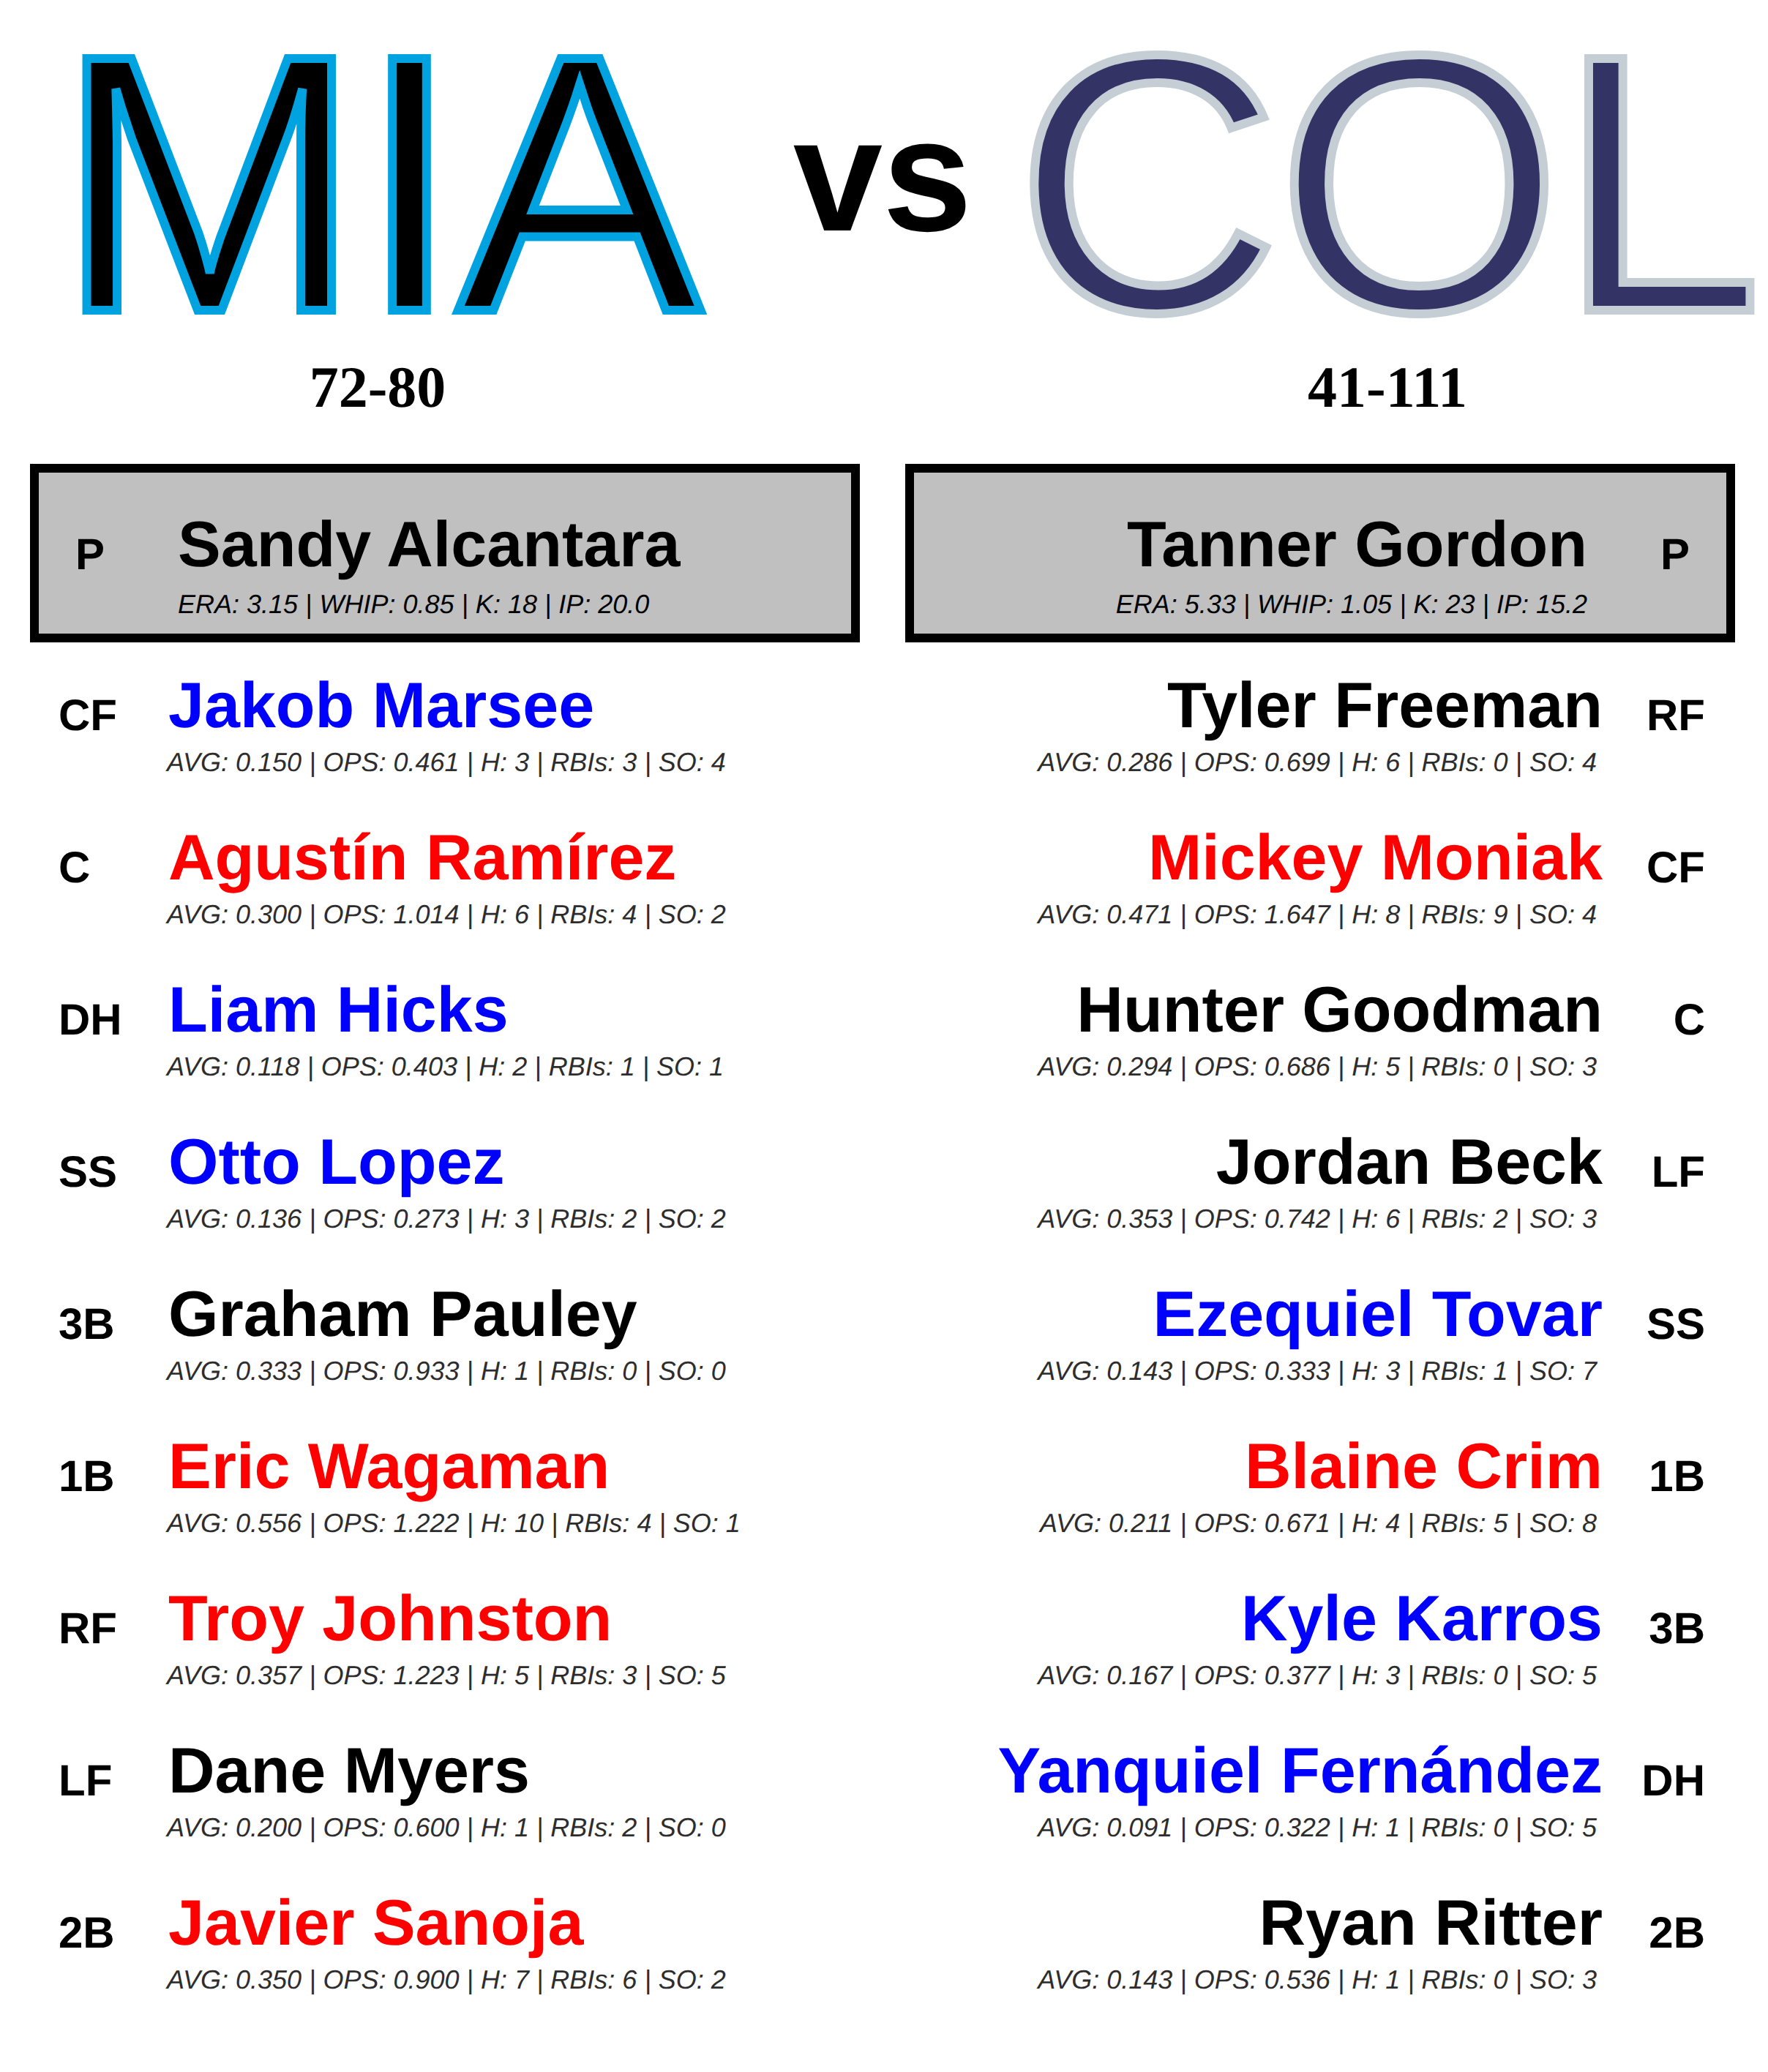 MIA vs COL
72-80 41-111
P Sandy Alcantara
ERA: 3.15 | WHIP: 0.85 | K: 18 | IP: 20.0
Tanner Gordon P
ERA: 5.33 | WHIP: 1.05 | K: 23 | IP: 15.2
CF Jakob Marsee
AVG: 0.150 | OPS: 0.461 | H: 3 | RBIs: 3 | SO: 4
C Agustín Ramírez
AVG: 0.300 | OPS: 1.014 | H: 6 | RBIs: 4 | SO: 2
DH Liam Hicks
AVG: 0.118 | OPS: 0.403 | H: 2 | RBIs: 1 | SO: 1
SS Otto Lopez
AVG: 0.136 | OPS: 0.273 | H: 3 | RBIs: 2 | SO: 2
3B Graham Pauley
AVG: 0.333 | OPS: 0.933 | H: 1 | RBIs: 0 | SO: 0
1B Eric Wagaman
AVG: 0.556 | OPS: 1.222 | H: 10 | RBIs: 4 | SO: 1
RF Troy Johnston
AVG: 0.357 | OPS: 1.223 | H: 5 | RBIs: 3 | SO: 5
LF Dane Myers
AVG: 0.200 | OPS: 0.600 | H: 1 | RBIs: 2 | SO: 0
2B Javier Sanoja
AVG: 0.350 | OPS: 0.900 | H: 7 | RBIs: 6 | SO: 2
Tyler Freeman RF
AVG: 0.286 | OPS: 0.699 | H: 6 | RBIs: 0 | SO: 4
Mickey Moniak CF
AVG: 0.471 | OPS: 1.647 | H: 8 | RBIs: 9 | SO: 4
Hunter Goodman C
AVG: 0.294 | OPS: 0.686 | H: 5 | RBIs: 0 | SO: 3
Jordan Beck LF
AVG: 0.353 | OPS: 0.742 | H: 6 | RBIs: 2 | SO: 3
Ezequiel Tovar SS
AVG: 0.143 | OPS: 0.333 | H: 3 | RBIs: 1 | SO: 7
Blaine Crim 1B
AVG: 0.211 | OPS: 0.671 | H: 4 | RBIs: 5 | SO: 8
Kyle Karros 3B
AVG: 0.167 | OPS: 0.377 | H: 3 | RBIs: 0 | SO: 5
Yanquiel Fernández DH
AVG: 0.091 | OPS: 0.322 | H: 1 | RBIs: 0 | SO: 5
Ryan Ritter 2B
AVG: 0.143 | OPS: 0.536 | H: 1 | RBIs: 0 | SO: 3